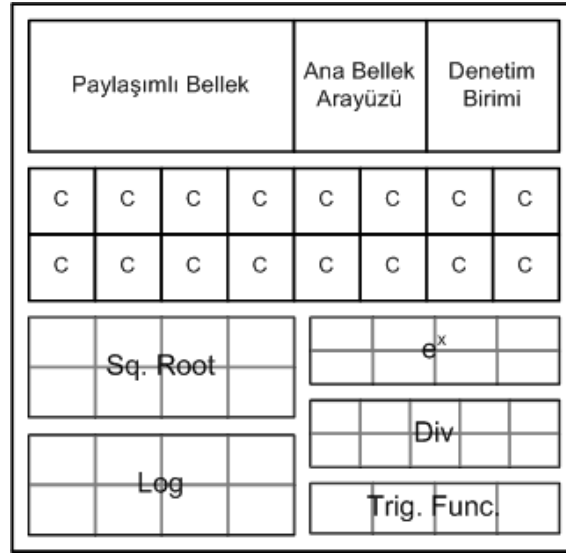 Paylaşımlı Bellek
Ana Bellek
Arayüzü
Denetim
Birimi
C C C C C C C C
C C C C C C C C
Sq. Root
e^x
Div
Log
Trig. Func.